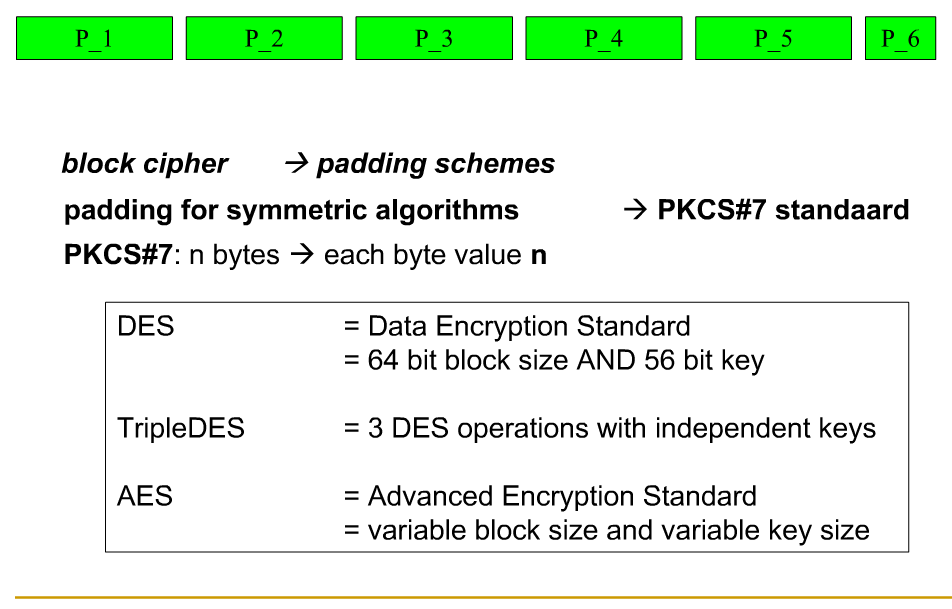 P_1 P_2 P_3 P_4 P_5 P_6
block cipher → padding schemes
padding for symmetric algorithms → PKCS#7 standaard
PKCS#7: n bytes → each byte value n
DES = Data Encryption Standard
= 64 bit block size AND 56 bit key
TripleDES = 3 DES operations with independent keys
AES = Advanced Encryption Standard
= variable block size and variable key size